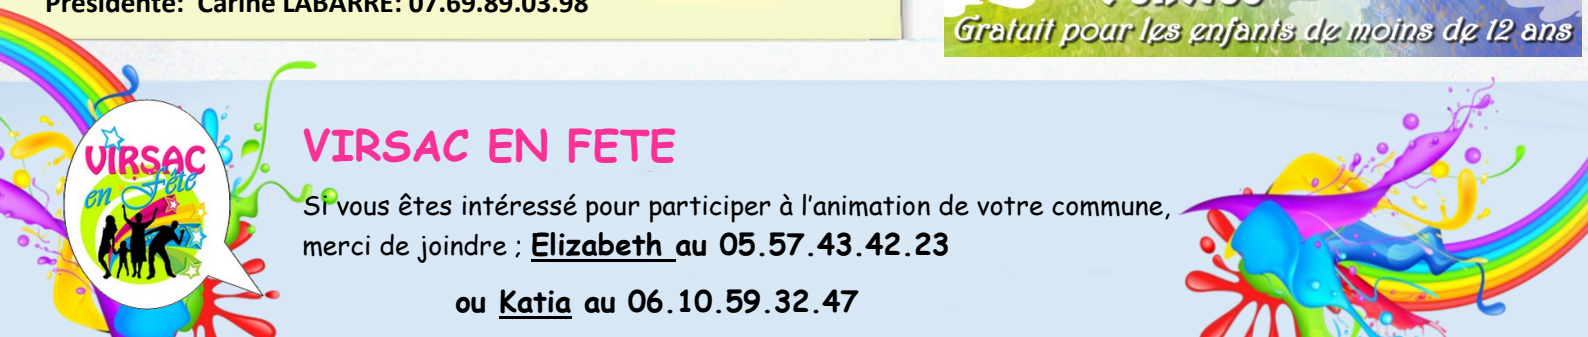 Présidente: Carine LABARRE: 07.69.89.03.98
Gratuit pour les enfants de moins de 12 ans
VIRSAC
en Fête
VIRSAC EN FETE
Si vous êtes intéressé pour participer à l’animation de votre commune,
merci de joindre ; Elizabeth au 05.57.43.42.23
ou Katia au 06.10.59.32.47